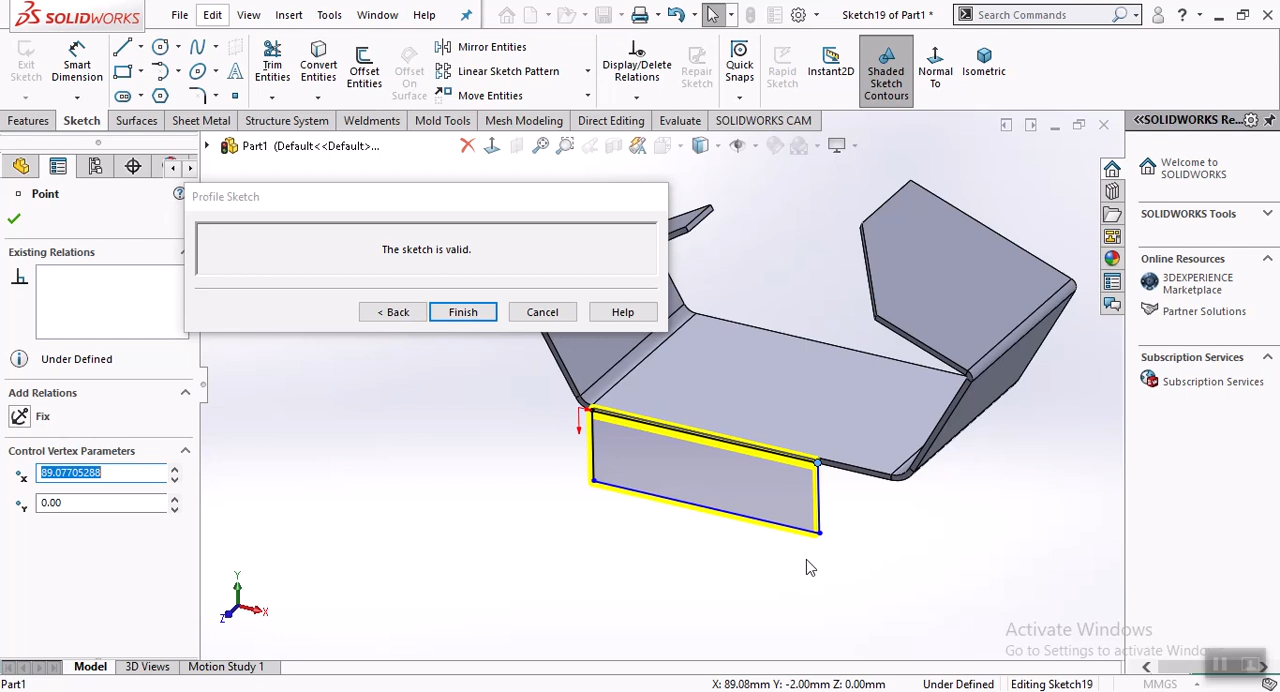 SOLIDWORKS
File
Edit
View
Insert
Tools
Window
Help
Sketch19 of Part1 *
Search Commands
Exit
Sketch
Smart
Dimension
Trim
Entities
Convert
Entities
Offset
Entities
Offset
On
Surface
Mirror Entities
Linear Sketch Pattern
Move Entities
Display/Delete
Relations
Repair
Sketch
Quick
Snaps
Rapid
Sketch
Instant2D
Shaded
Sketch
Contours
Normal
To
Isometric
Features
Sketch
Surfaces
Sheet Metal
Structure System
Weldments
Mold Tools
Mesh Modeling
Direct Editing
Evaluate
SOLIDWORKS CAM
<<SOLIDWORKS Re...
Part1 (Default<<Default>...
Point
Existing Relations
Under Defined
Add Relations
Fix
Control Vertex Parameters
89.07705288
0.00
Profile Sketch
The sketch is valid.
< Back
Finish
Cancel
Help
Welcome to
SOLIDWORKS
SOLIDWORKS Tools
Online Resources
3DEXPERIENCE
Marketplace
Partner Solutions
Subscription Services
Subscription Services
Y
X
Z
Activate Windows
Go to Settings to activate Windows.
Model
3D Views
Motion Study 1
Part1
X: 89.08mm Y: -2.00mm Z: 0.00mm
Under Defined
Editing Sketch19
MMGS